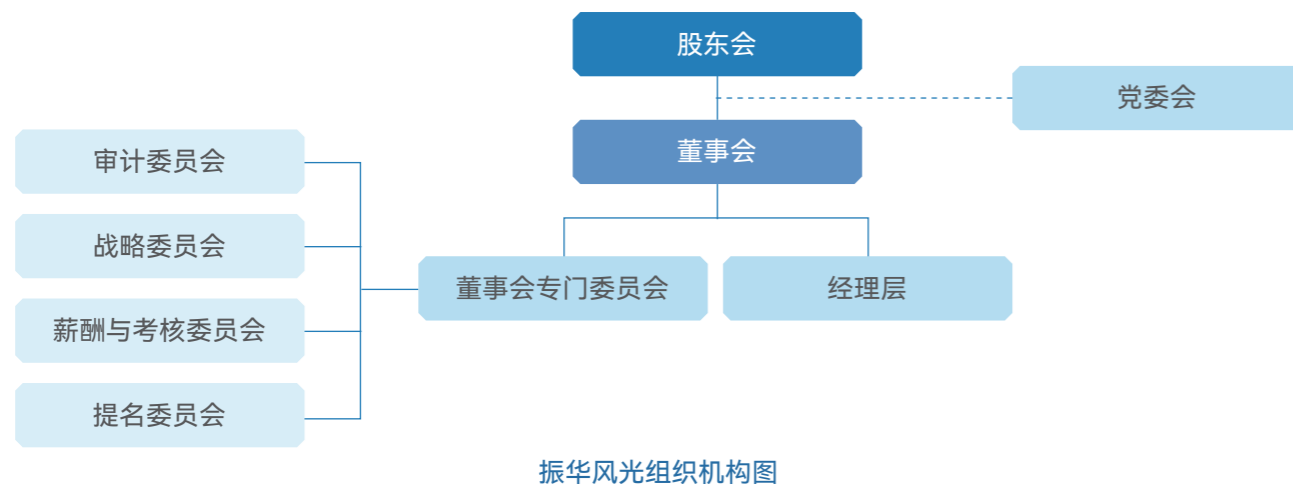 股东会
党委会
董事会
审计委员会
战略委员会
董事会专门委员会
经理层
薪酬与考核委员会
提名委员会
振华风光组织机构图